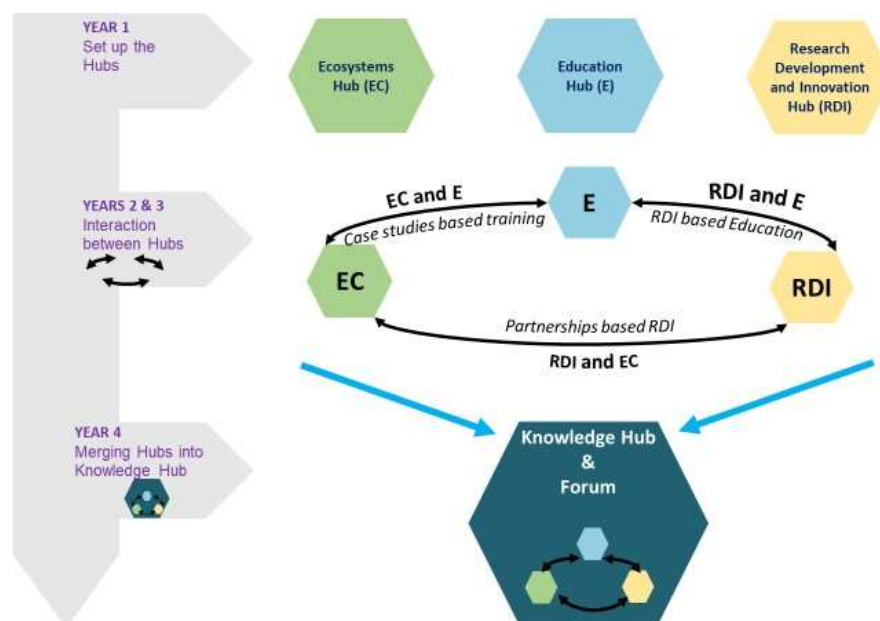 YEAR 1
Set up the
Hubs
Ecosystems
Hub (EC)
Education
Hub (E)
Research
Development
and Innovation
Hub (RDI)
YEARS 2 & 3
Interaction
between Hubs
EC and E
Case studies based training
E
RDI and E
RDI based Education
EC
RDI
Partnerships based RDI
RDI and EC
YEAR 4
Merging Hubs into
Knowledge Hub
Knowledge Hub
&
Forum